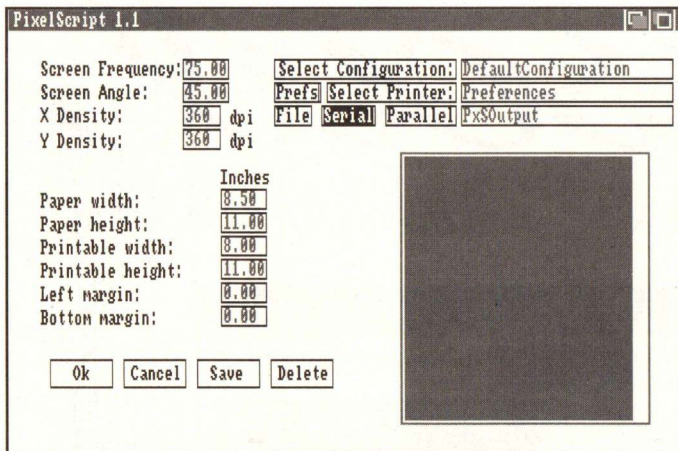 PixelScript 1.1
Screen Frequency: 75.00
Screen Angle: 45.00
X Density: 360 dpi
Y Density: 360 dpi
Select Configuration: DefaultConfiguration
Prefs Select Printer: Preferences
File Serial Parallel PxSOutput
Inches
Paper width: 8.50
Paper height: 11.00
Printable width: 8.00
Printable height: 11.00
Left margin: 0.00
Bottom margin: 0.00
Ok Cancel Save Delete